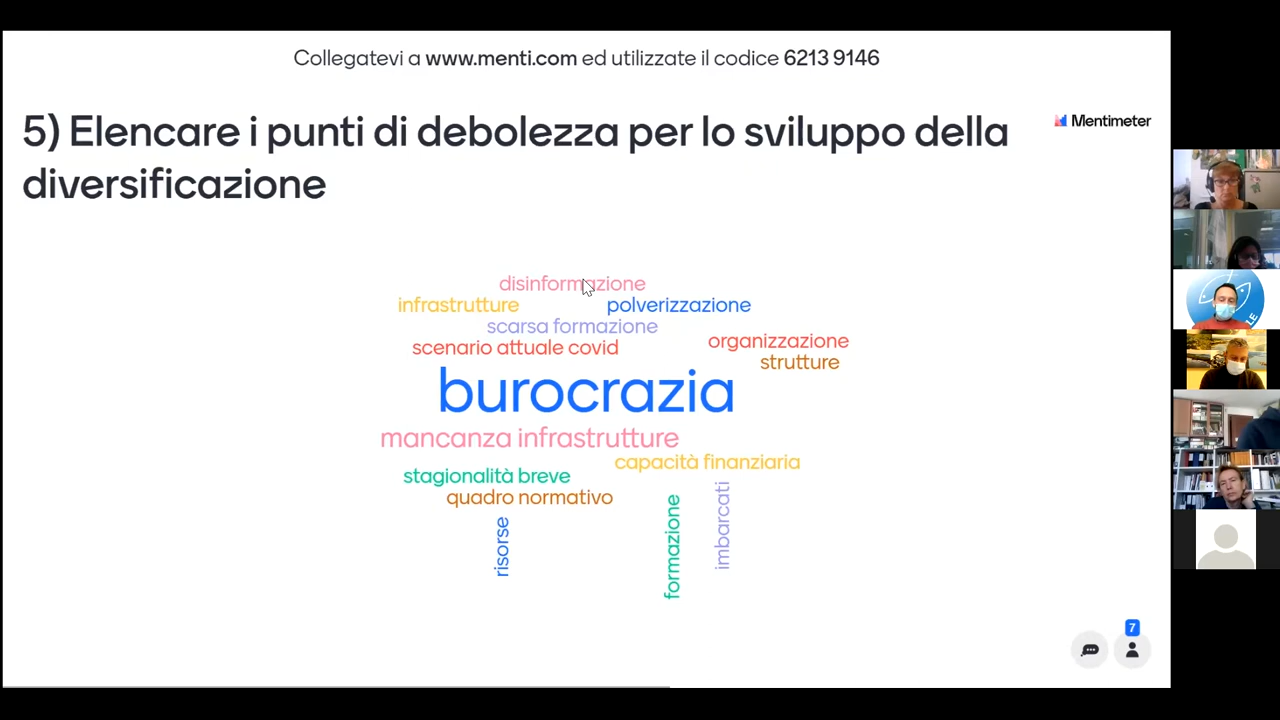 Collegatevi a www.menti.com ed utilizzate il codice 6213 9146
5) Elencare i punti di debolezza per lo sviluppo della
diversificazione
Mentimeter
disinformazione
infrastrutture
polverizzazione
scarsa formazione
organizzazione
scenario attuale covid
strutture
burocrazia
mancanza infrastrutture
capacità finanziaria
stagionalità breve
quadro normativo
risorse
formazione
imbarcati
7
LE